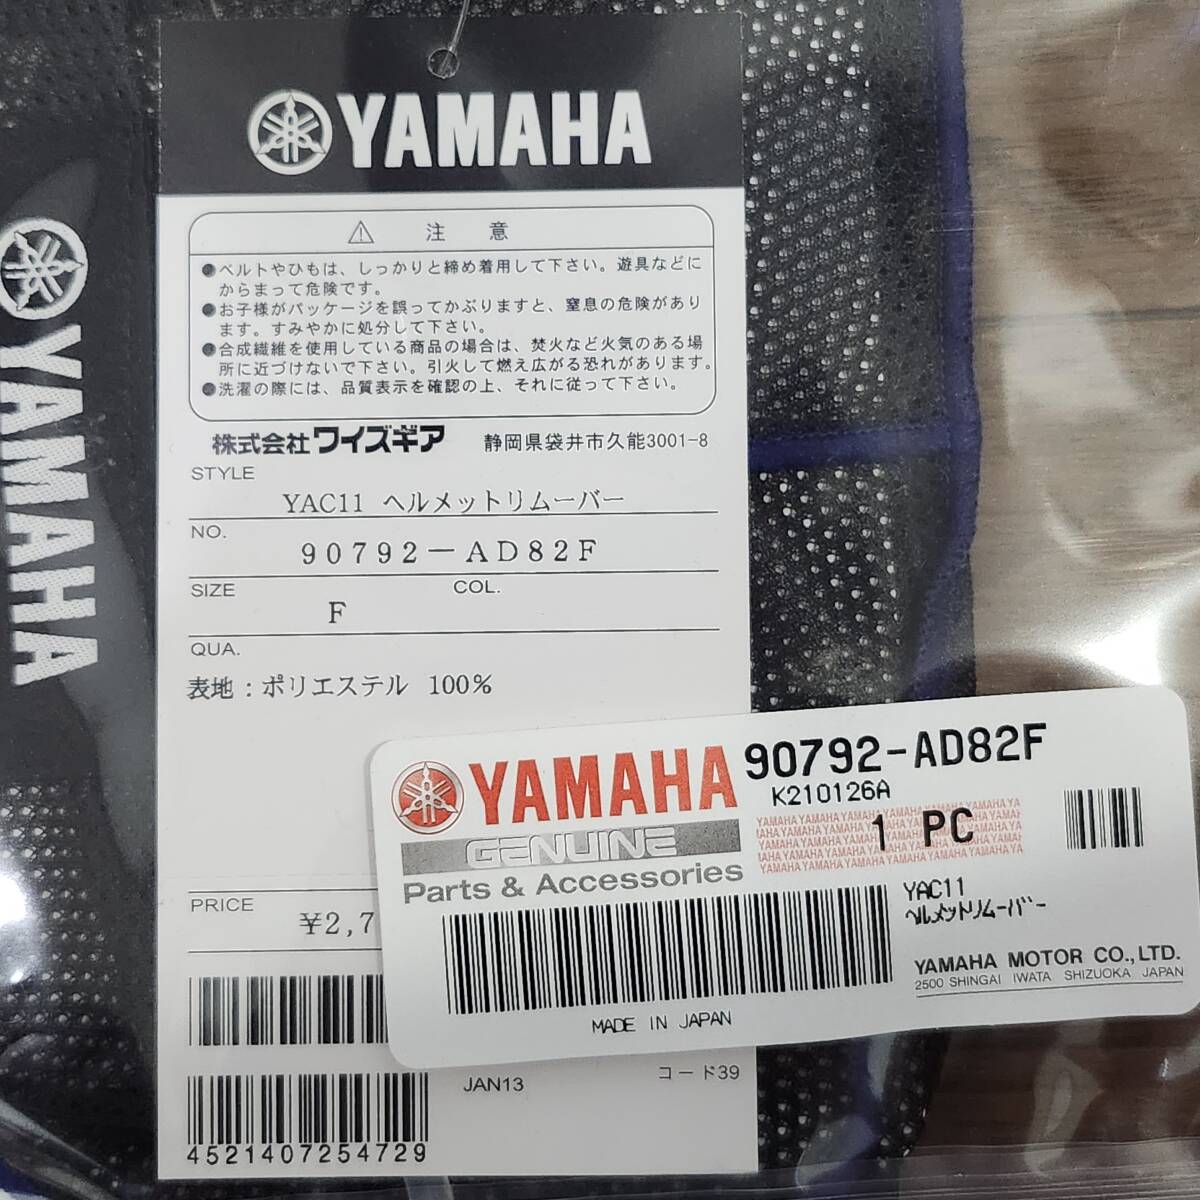 YAMAHA
YAMAHA
⚠ 注 意
●ベルトやひもは、しっかりと締め着用して下さい。遊具などに
からまって危険です。
●お子様がパッケージを誤ってかぶりますと、窒息の危険があり
ます。すみやかに処分して下さい。
●合成繊維を使用している商品の場合は、焚火など火気のある場
所に近づけないで下さい。引火して燃え広がる恐れがあります。
●洗濯の際には、品質表示を確認の上、それに従って下さい。
株式会社 ワイズギア 静岡県袋井市久能3001-8
STYLE
YAC11 ヘルメットリムーバー
NO.
90792-AD82F
SIZE COL.
F
QUA.
表地:ポリエステル 100%
PRICE
¥2,7
JAN13 コード39
4521407254729
YAMAHA
GENUINE
Parts & Accessories
90792-AD82F
K210126A
1 PC
YAC11
ヘルメットリムーバー
YAMAHA MOTOR CO.,LTD.
2500 SHINGAI IWATA SHIZUOKA JAPAN
MADE IN JAPAN